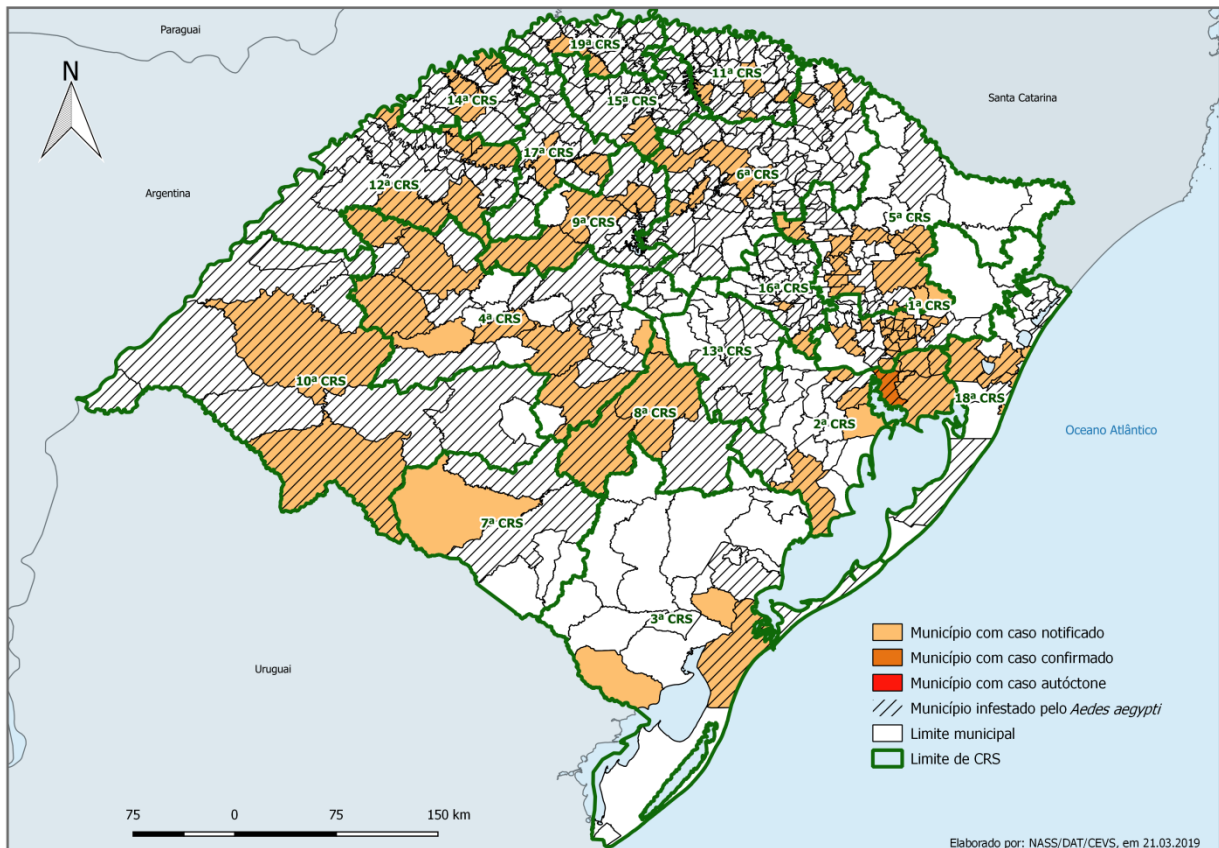 Paraguai
N
19ª CRS
11ª CRS
14ª CRS
15ª CRS
Santa Catarina
17ª CRS
6ª CRS
12ª CRS
Argentina
9ª CRS
5ª CRS
16ª CRS
1ª CRS
4ª CRS
13ª CRS
10ª CRS
18ª CRS
8ª CRS
2ª CRS
Oceano Atlântico
7ª CRS
3ª CRS
Uruguai
Município com caso notificado
Município com caso confirmado
Município com caso autóctone
Município infestado pelo Aedes aegypti
Limite municipal
Limite de CRS
75 0 75 150 km
Elaborado por: NASS/DAT/CEVS, em 21.03.2019